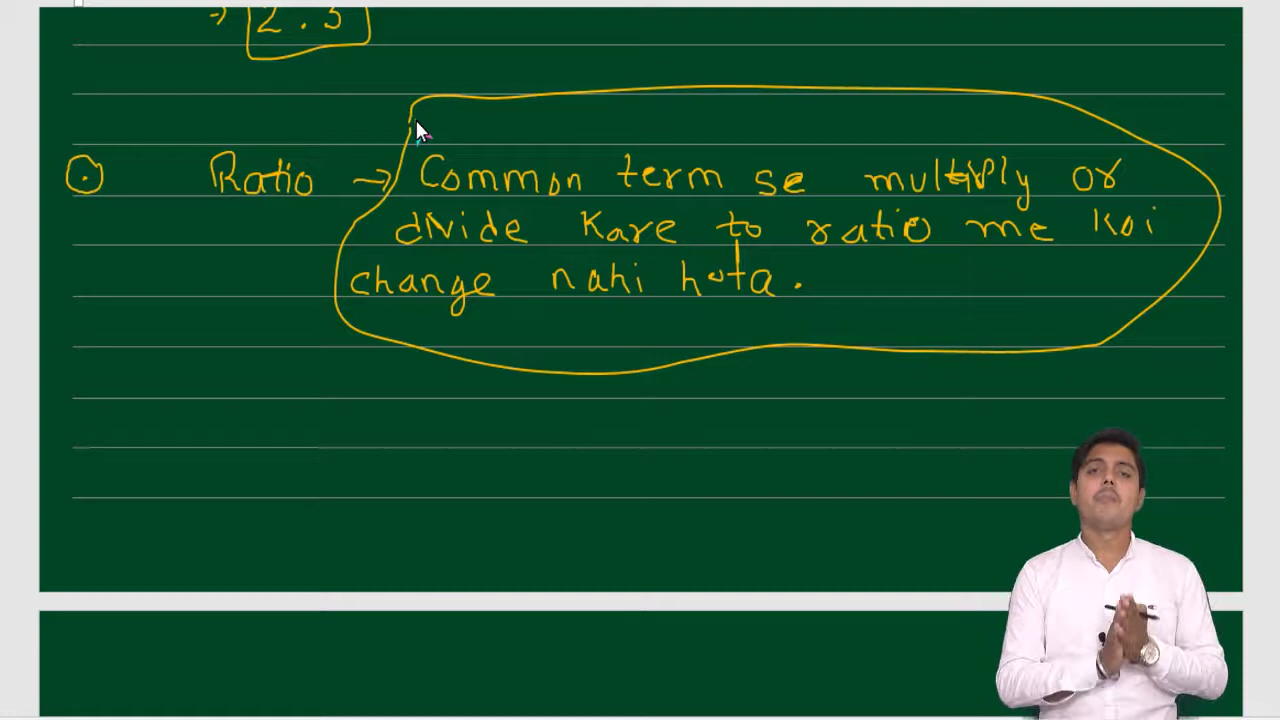 → 2 : 3
Ratio → Common term se multiply or
divide Kare to ratio me koi
change nahi hota.